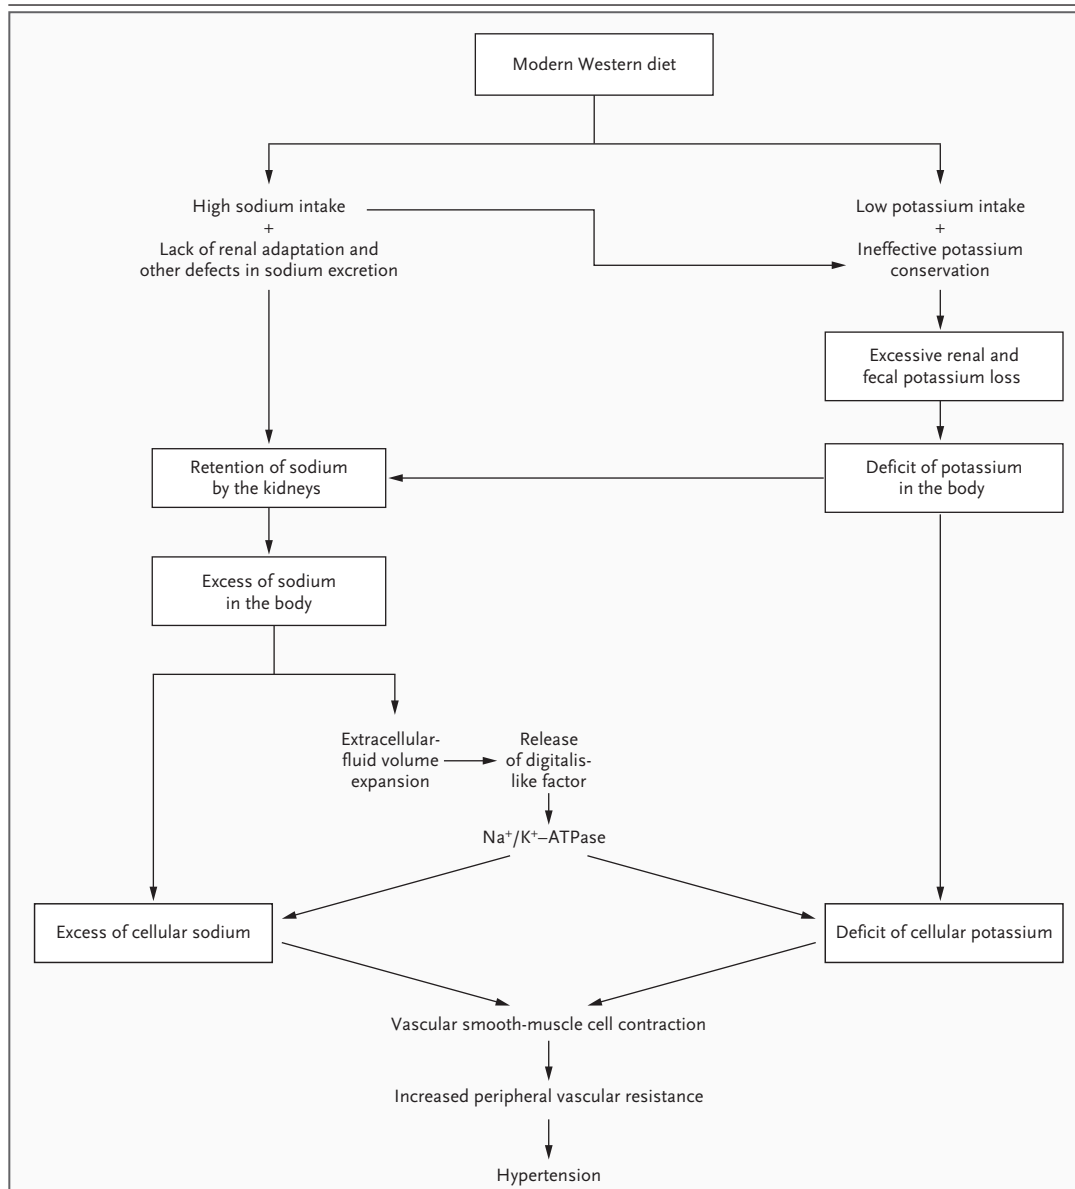 Modern Western diet
High sodium intake
+
Lack of renal adaptation and
other defects in sodium excretion
Low potassium intake
+
Ineffective potassium
conservation
Excessive renal and
fecal potassium loss
Retention of sodium
by the kidneys
Deficit of potassium
in the body
Excess of sodium
in the body
Extracellular-
fluid volume
expansion
Release
of digitalis-
like factor
Na⁺/K⁺–ATPase
Excess of cellular sodium
Deficit of cellular potassium
Vascular smooth-muscle cell contraction
Increased peripheral vascular resistance
Hypertension